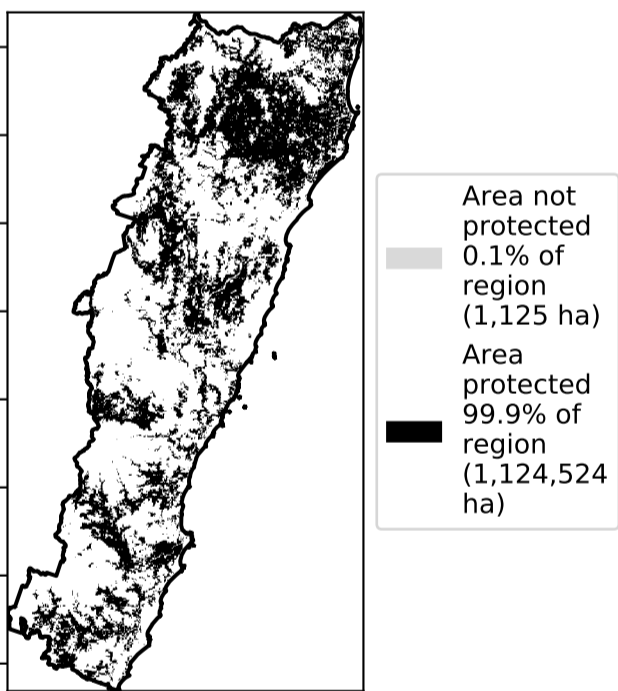 Area not
protected
0.1% of
region
(1,125 ha)
Area
protected
99.9% of
region
(1,124,524
ha)